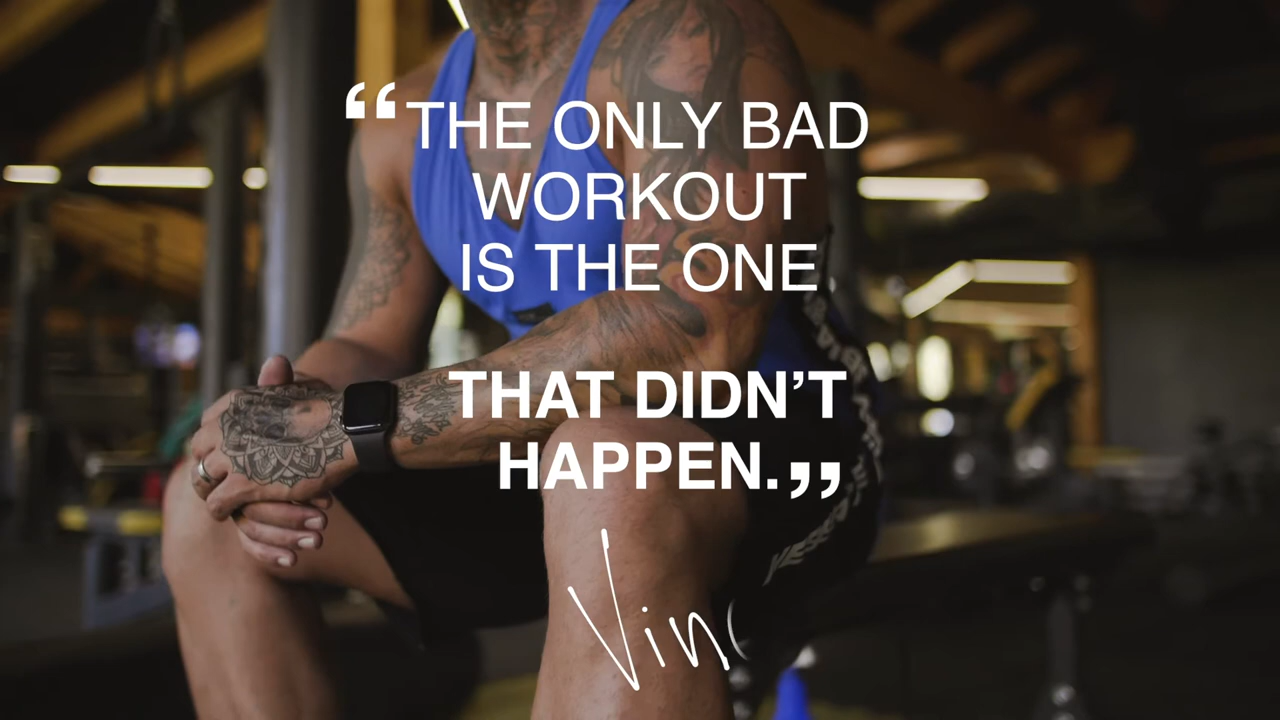 “THE ONLY BAD
WORKOUT
IS THE ONE
THAT DIDN’T
HAPPEN.”